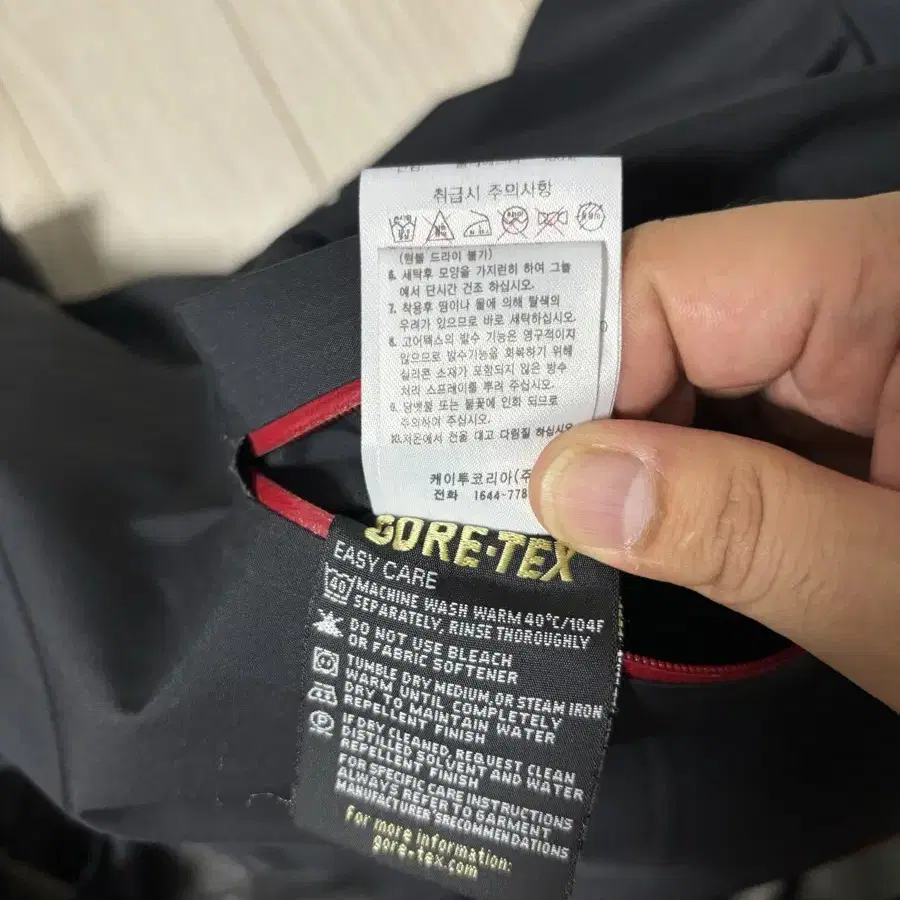 취급시 주의사항
(원통 드라이 불가)
6. 세탁후 모양을 가지런히 하여 그늘
에서 단시간 건조 하십시오.
7. 착용후 땀이나 물에 의해 탈색의
우려가 있으므로 바로 세탁하십시오.
8. 고어텍스의 발수 기능은 영구적이지
않으므로 발수기능을 회복하기 위해
실리콘 소재가 포함되지 않은 발수
처리 스프레이를 뿌려 주십시오.
9. 담뱃불 또는 불꽃에 인화 되므로
주의하여 주십시오.
10. 저온에서 천을 대고 다림질 하십시오.
케이투코리아(주
전화 1644-778
GORE-TEX
EASY CARE
40 MACHINE WASH WARM 40°C/104F
SEPARATELY, RINSE THOROUGHLY
DO NOT USE BLEACH
OR FABRIC SOFTENER
TUMBLE DRY MEDIUM, OR STEAM IRON
WARM UNTIL COMPLETELY
DRY TO MAINTAIN WATER
REPELLENT FINISH
P IF DRY CLEANED, REQUEST CLEAN
DISTILLED SOLVENT AND WATER
REPELLENT FINISH
FOR SPECIFIC CARE INSTRUCTIONS
ALWAYS REFER TO GARMENT
MANUFACTURER'S RECOMMENDATIONS
For more information:
gore-tex.com